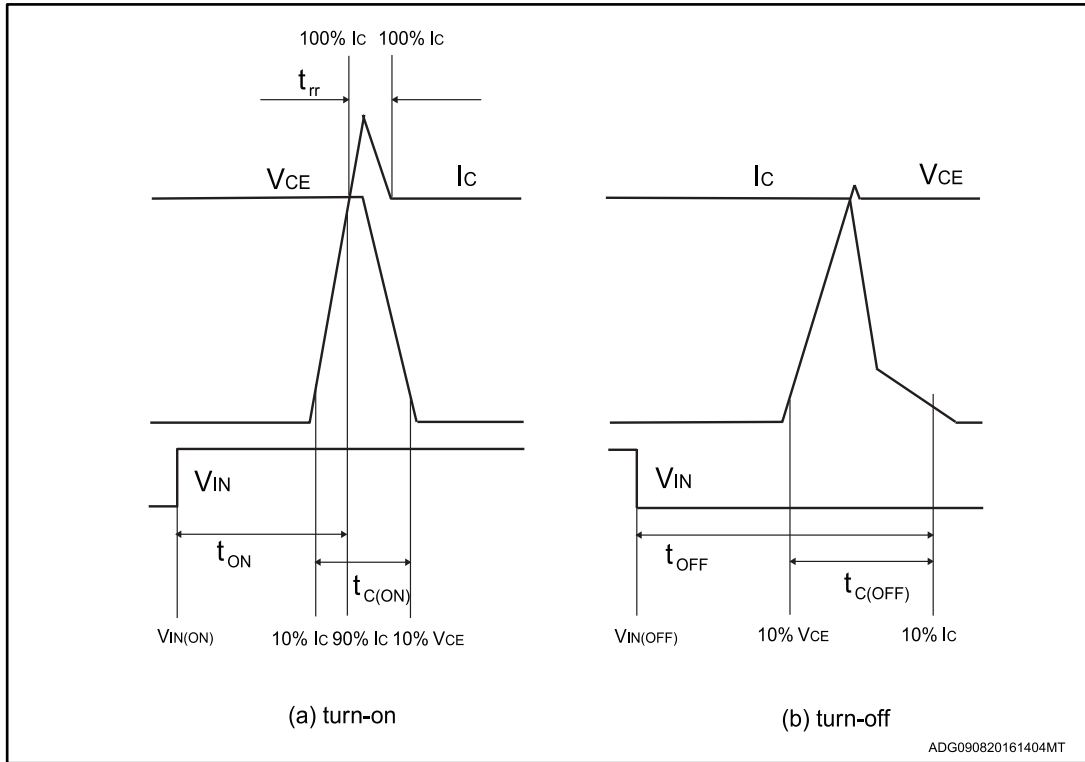 100% IC 100% IC
trr
VCE IC
IC VCE
VIN
VIN
tON
tC(ON)
tOFF
tC(OFF)
VIN(ON) 10% IC 90% IC 10% VCE
VIN(OFF) 10% VCE 10% IC
(a) turn-on
(b) turn-off
ADG090820161404MT